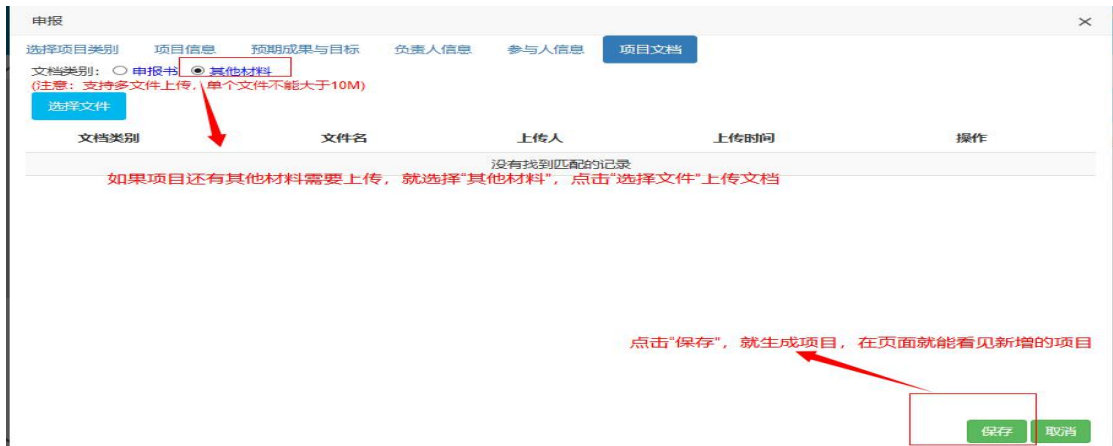 申报 ×
选择项目类别 项目信息 预期成果与目标 负责人信息 参与人信息 项目文档
文档类别： 申报书 其他材料
(注意：支持多文件上传，单个文件不能大于10M)
选择文件
文档类别 文件名 上传人 上传时间 操作
没有找到匹配的记录
如果项目还有其他材料需要上传，就选择"其他材料"，点击"选择文件"上传文档
点击"保存"，就生成项目，在页面就能看见新增的项目
保存 取消